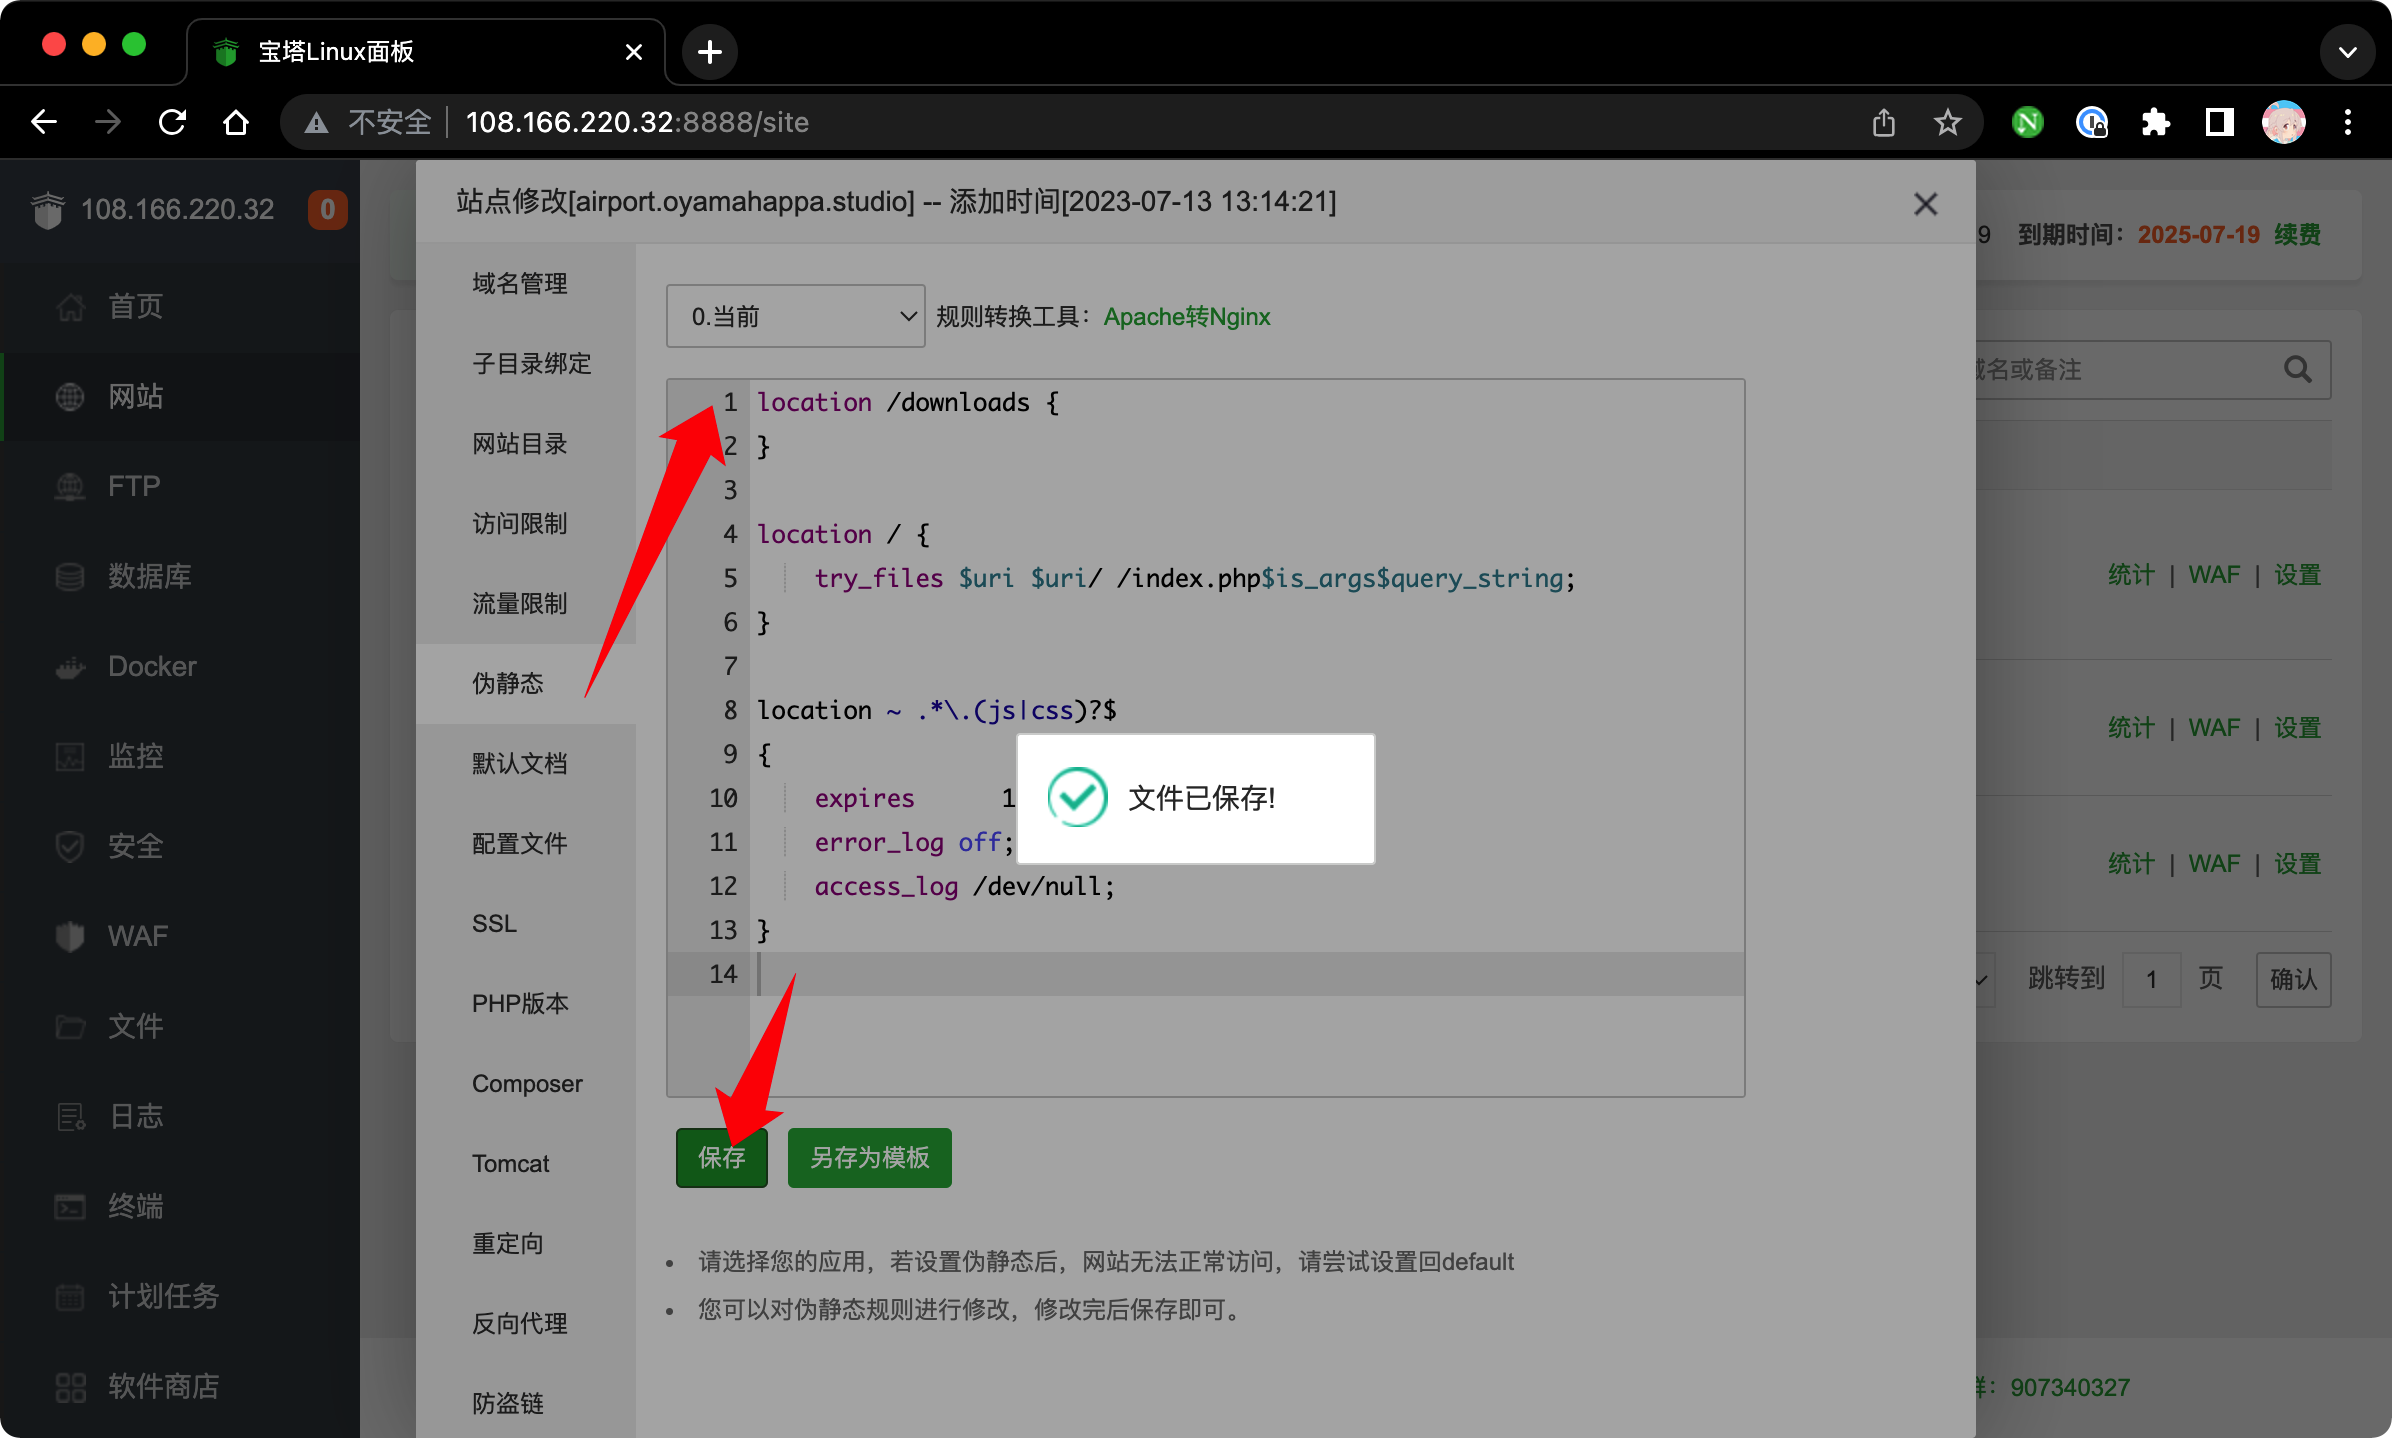 宝塔Linux面板
不安全 108.166.220.32:8888/site
108.166.220.32 0
首页
网站
FTP
数据库
Docker
监控
安全
WAF
文件
日志
终端
计划任务
软件商店
站点修改[airport.oyamahappa.studio] -- 添加时间[2023-07-13 13:14:21]
域名管理
子目录绑定
网站目录
访问限制
流量限制
伪静态
默认文档
配置文件
SSL
PHP版本
Composer
Tomcat
重定向
反向代理
防盗链
0.当前 规则转换工具：Apache转Nginx
1 location /downloads {
2 }
3
4 location / {
5 try_files $uri $uri/ /index.php$is_args$query_string;
6 }
7
8 location ~ .*\.(js|css)?$
9 {
10 expires 1
11 error_log off;
12 access_log /dev/null;
13 }
14
文件已保存!
保存 另存为模板
请选择您的应用，若设置伪静态后，网站无法正常访问，请尝试设置回default
您可以对伪静态规则进行修改，修改完后保存即可。
9 到期时间：2025-07-19 续费
名或备注
统计 | WAF | 设置
统计 | WAF | 设置
统计 | WAF | 设置
跳转到 1 页 确认
：907340327